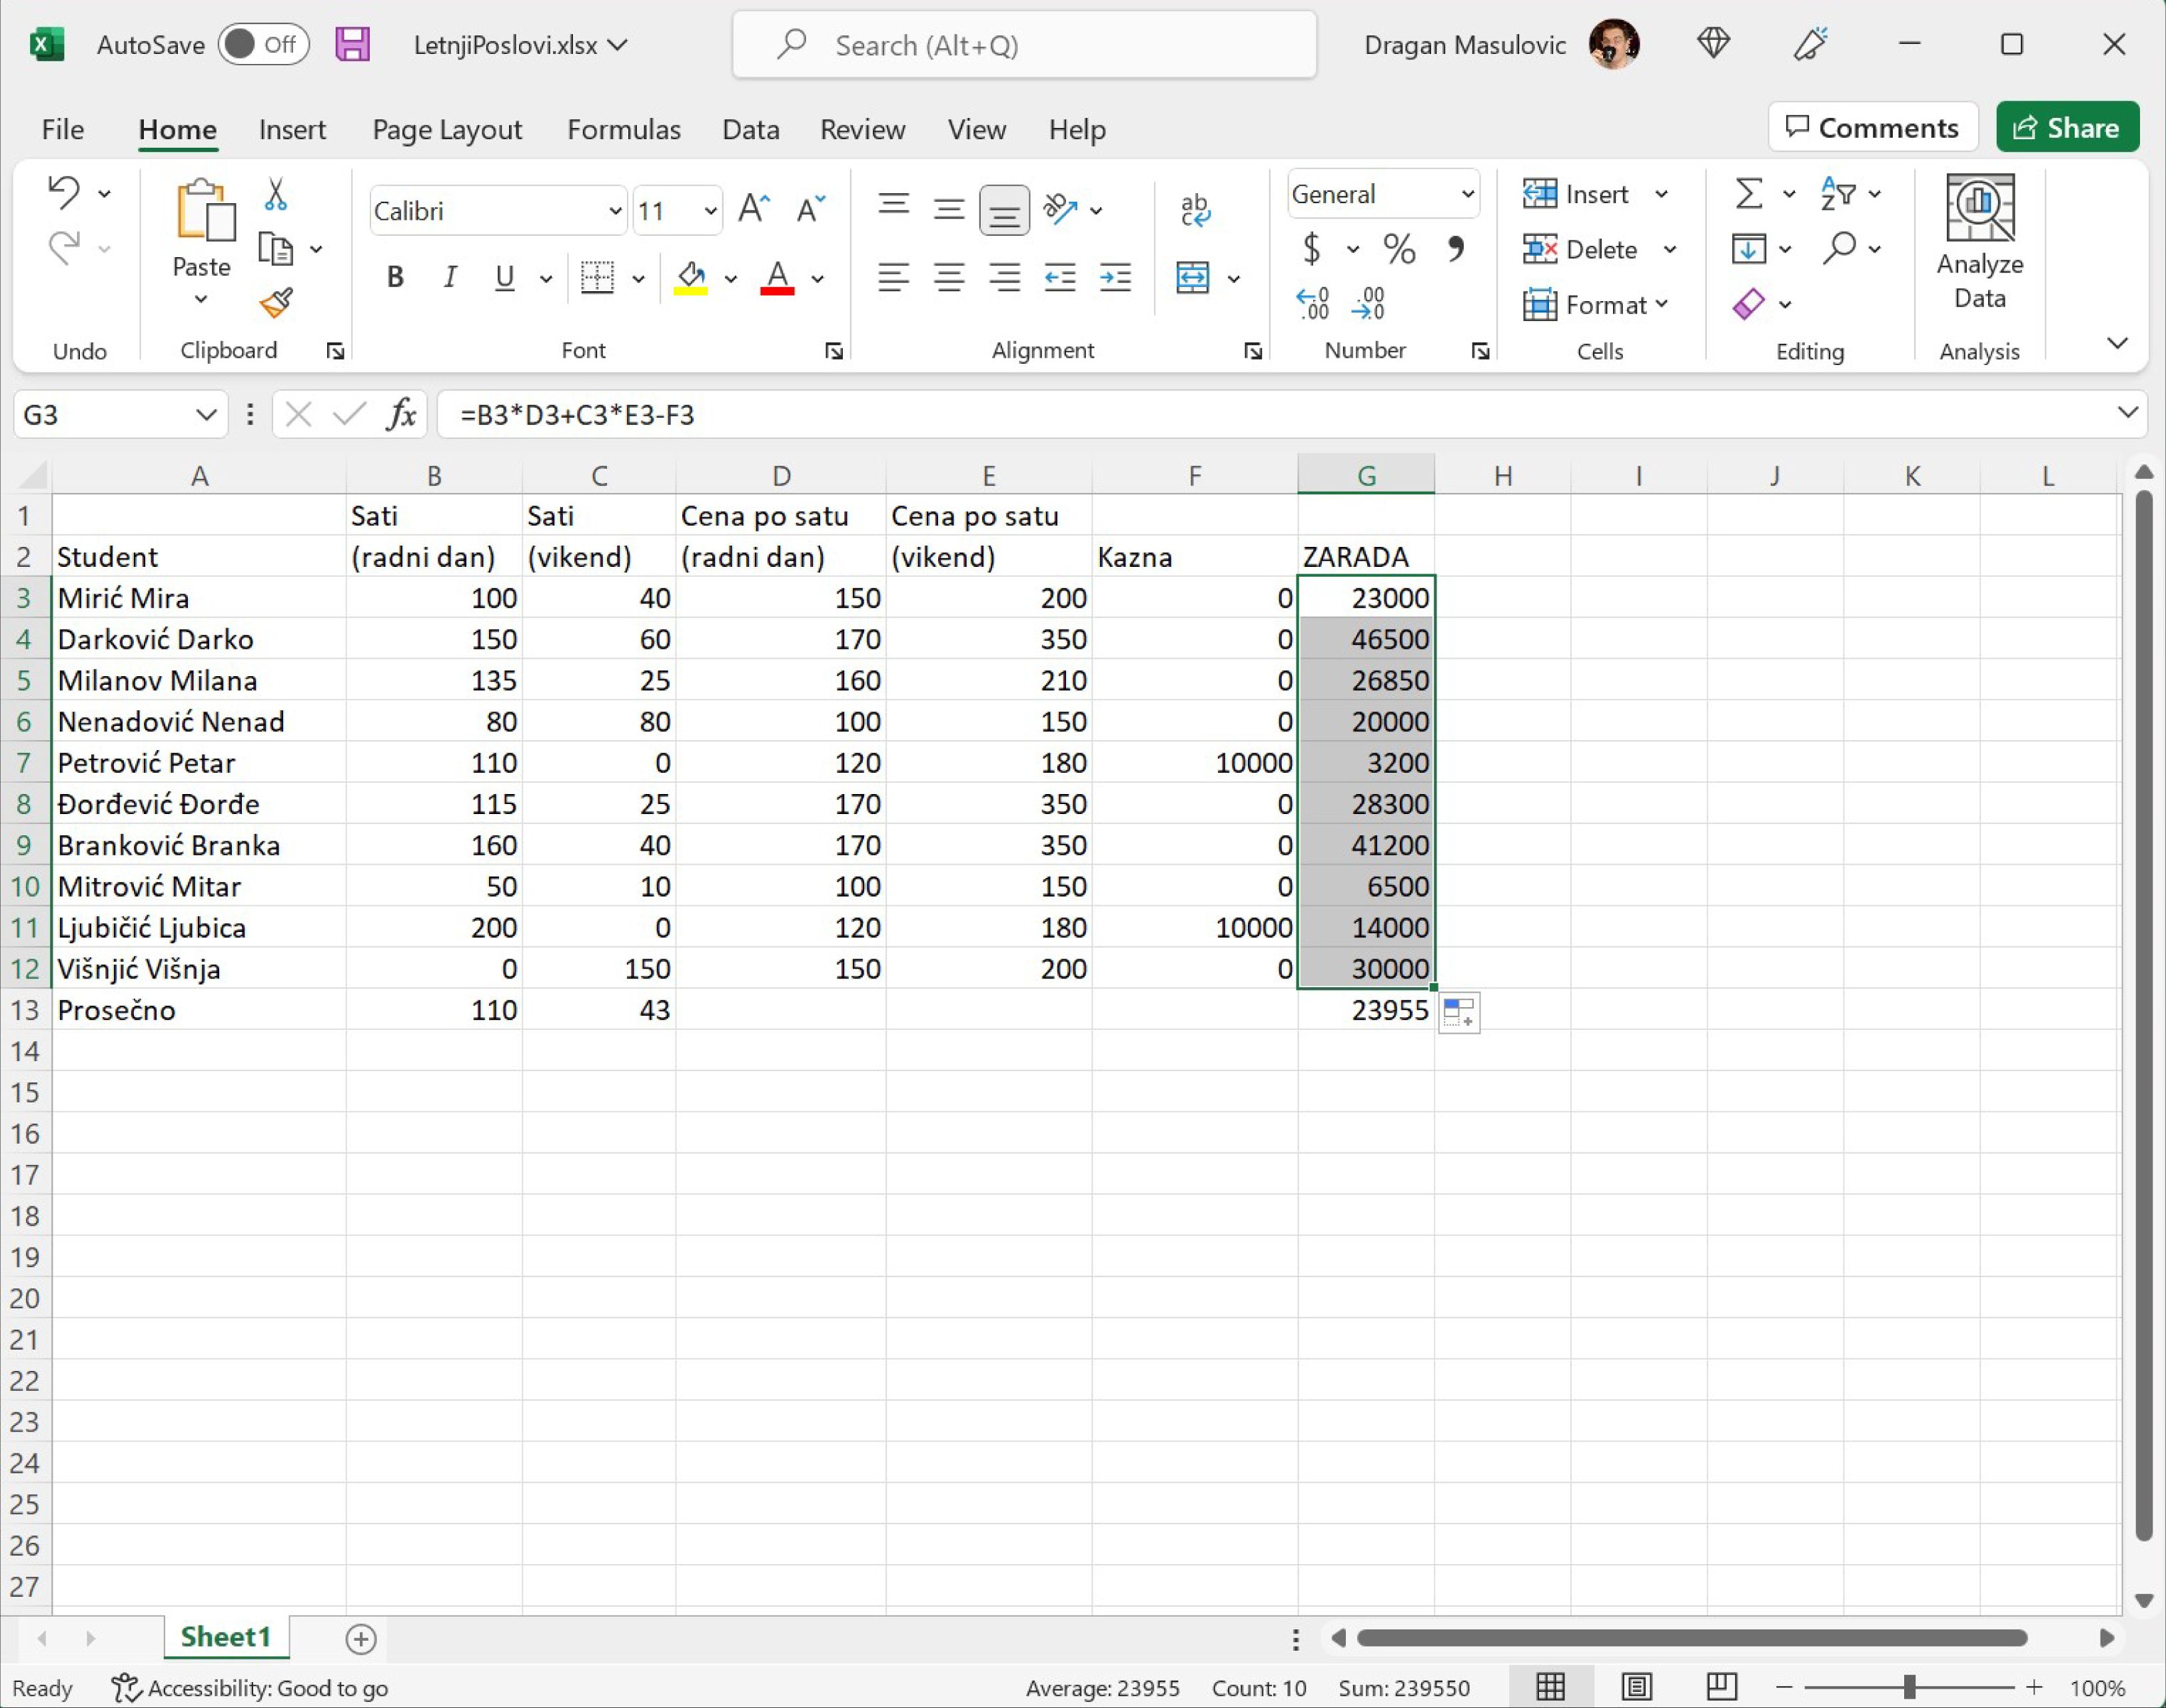 AutoSave Off LetnjiPoslovi.xlsx Search (Alt+Q) Dragan Masulovic
File Home Insert Page Layout Formulas Data Review View Help Comments Share
Paste Calibri 11 General Insert Delete Format Analyze Data
Undo Clipboard Font Alignment Number Cells Editing Analysis
G3 fx =B3*D3+C3*E3-F3
A B C D E F G H I J K L
1 Sati Sati Cena po satu Cena po satu
2 Student (radni dan) (vikend) (radni dan) (vikend) Kazna ZARADA
3 Mirić Mira 100 40 150 200 0 23000
4 Darković Darko 150 60 170 350 0 46500
5 Milanov Milana 135 25 160 210 0 26850
6 Nenadović Nenad 80 80 100 150 0 20000
7 Petrović Petar 110 0 120 180 10000 3200
8 Đorđević Đorđe 115 25 170 350 0 28300
9 Branković Branka 160 40 170 350 0 41200
10 Mitrović Mitar 50 10 100 150 0 6500
11 Ljubičić Ljubica 200 0 120 180 10000 14000
12 Višnjić Višnja 0 150 150 200 0 30000
13 Prosečno 110 43 23955
14
15
16
17
18
19
20
21
22
23
24
25
26
27
Sheet1
Ready Accessibility: Good to go Average: 23955 Count: 10 Sum: 239550 100%